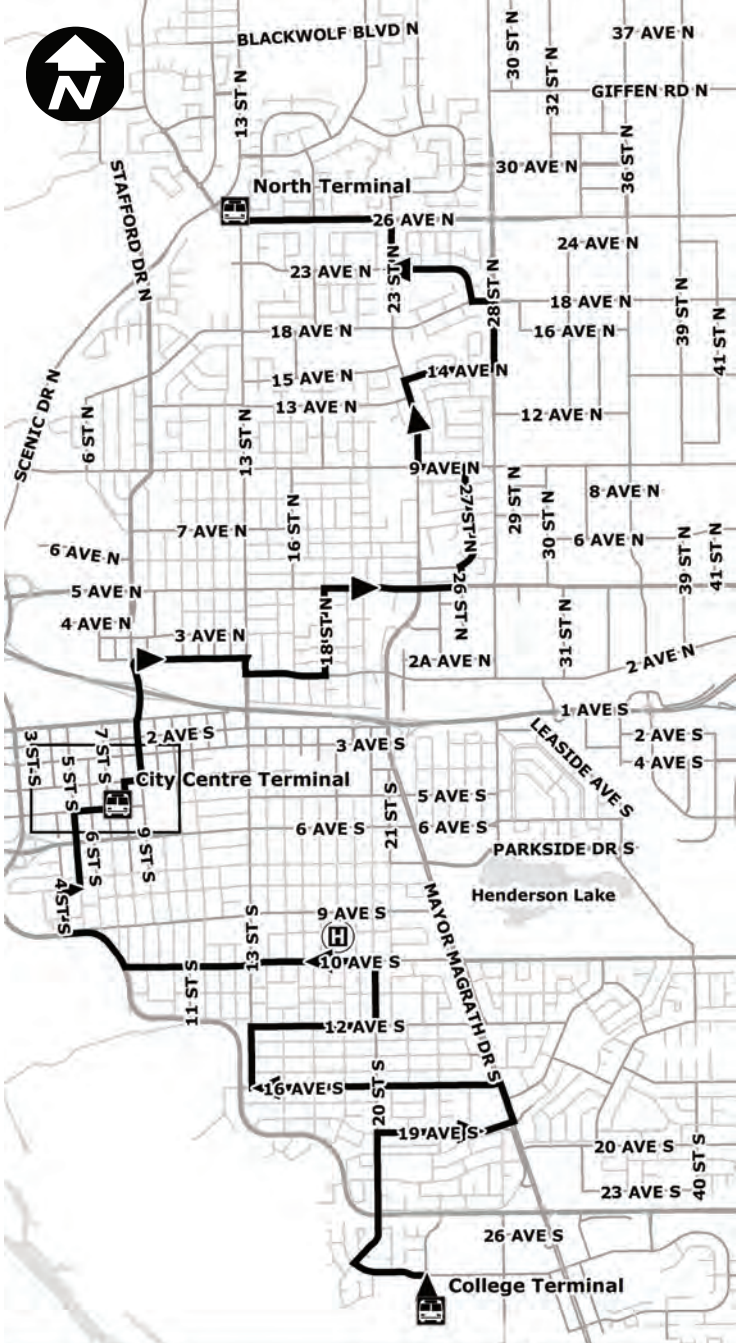 BLACKWOLF BLVD N
30 ST N
32 ST N
37 AVE N
13 ST N
GIFFEN RD N
N
36 ST N
30 AVE N
STAFFORD DR N
North Terminal
26 AVE N
24 AVE N
23 AVE N
23 ST N
28 ST N
18 AVE N
39 ST N
41 ST N
18 AVE N
16 AVE N
SCENIC DR N
15 AVE N
14 AVE N
13 AVE N
12 AVE N
6 ST N
13 ST N
9 AVE N
27 ST N
29 ST N
8 AVE N
16 ST N
30 ST N
7 AVE N
6 AVE N
39 ST N
41 ST N
6 AVE N
5 AVE N
26 ST N
18 ST N
4 AVE N
3 AVE N
31 ST N
2A AVE N
2 AVE N
1 AVE S
LEASIDE AVE S
3 ST S
7 ST S
2 AVE S
3 AVE S
2 AVE S
4 AVE S
5 ST S
City Centre Terminal
5 AVE S
21 ST S
6 AVE S
6 AVE S
6 ST S
9 ST S
PARKSIDE DR S
4 ST S
Henderson Lake
MAYOR MAGRATH DR S
9 AVE S
13 ST S
H
10 AVE S
11 ST S
12 AVE S
16 AVE S
20 ST S
19 AVE S
20 AVE S
40 ST S
23 AVE S
26 AVE S
College Terminal